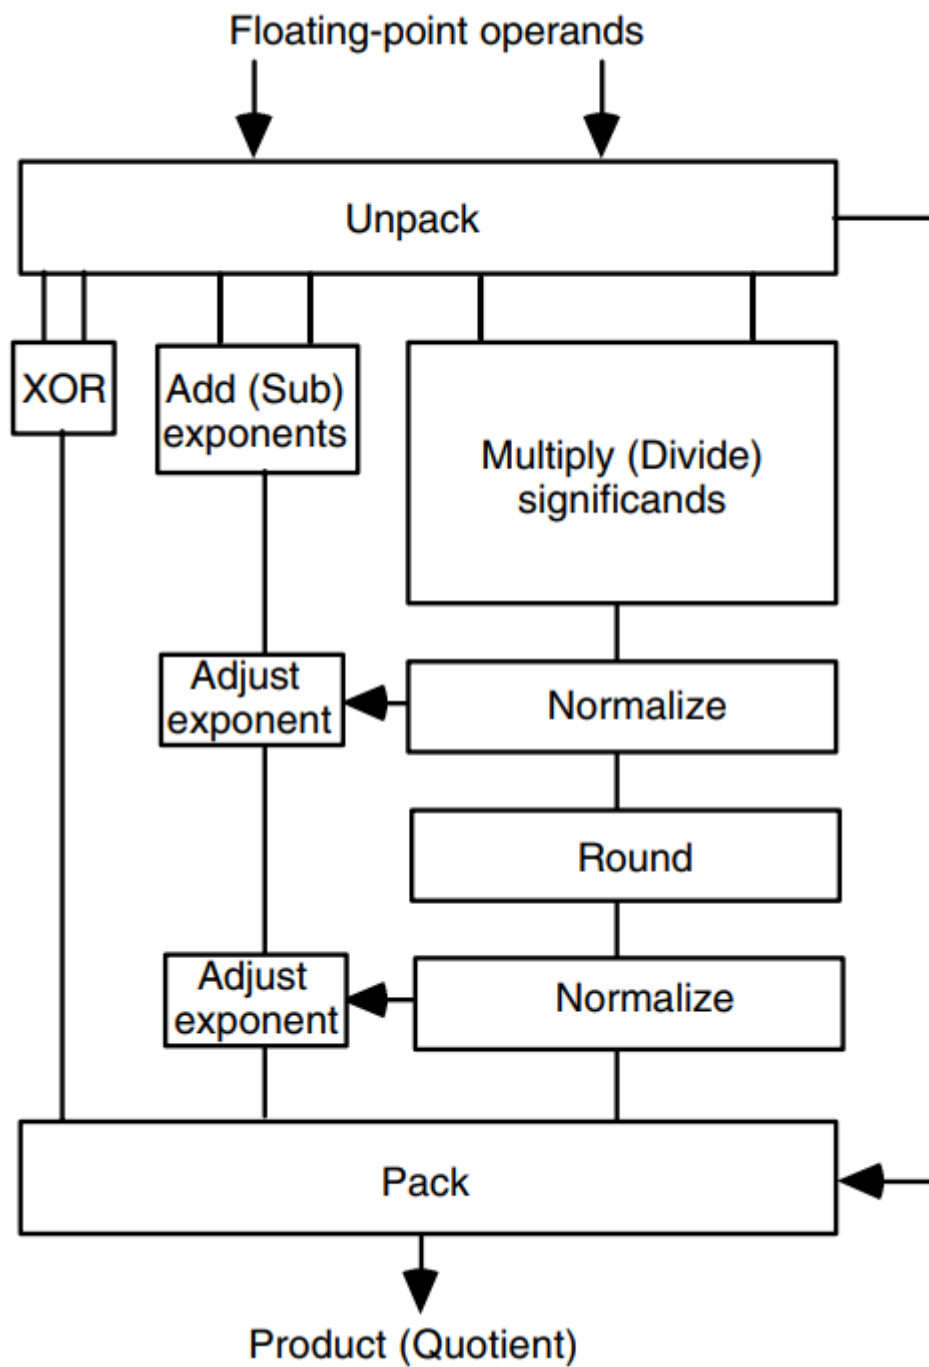 Floating-point operands
Unpack
XOR
Add (Sub)
exponents
Multiply (Divide)
significands
Adjust
exponent
Normalize
Round
Adjust
exponent
Normalize
Pack
Product (Quotient)